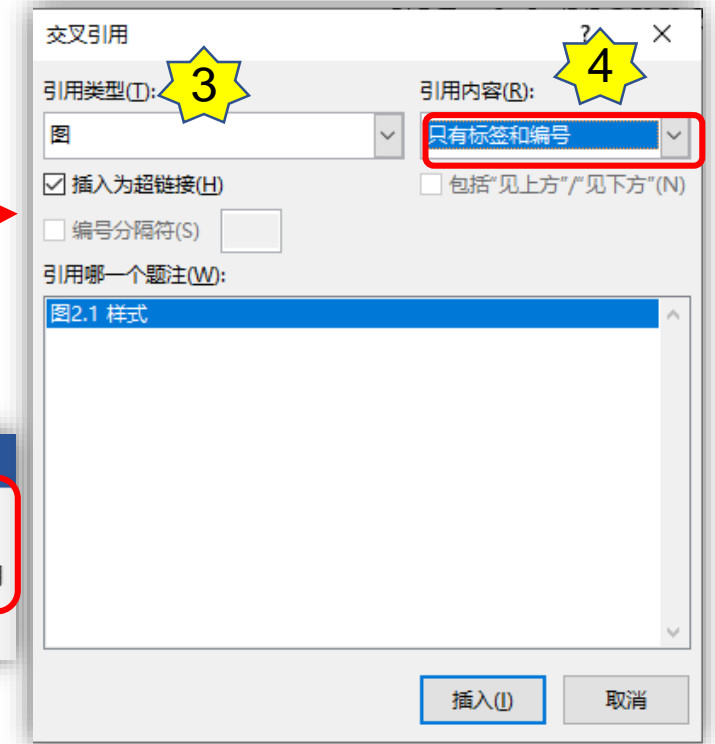 交叉引用
?
引用类型(T):
3
引用内容(R):
4
图
只有标签和编号
插入为超链接(H)
包括“见上方”/“见下方”(N)
编号分隔符(S)
引用哪一个题注(W):
图2.1 样式
插入(I)
取消